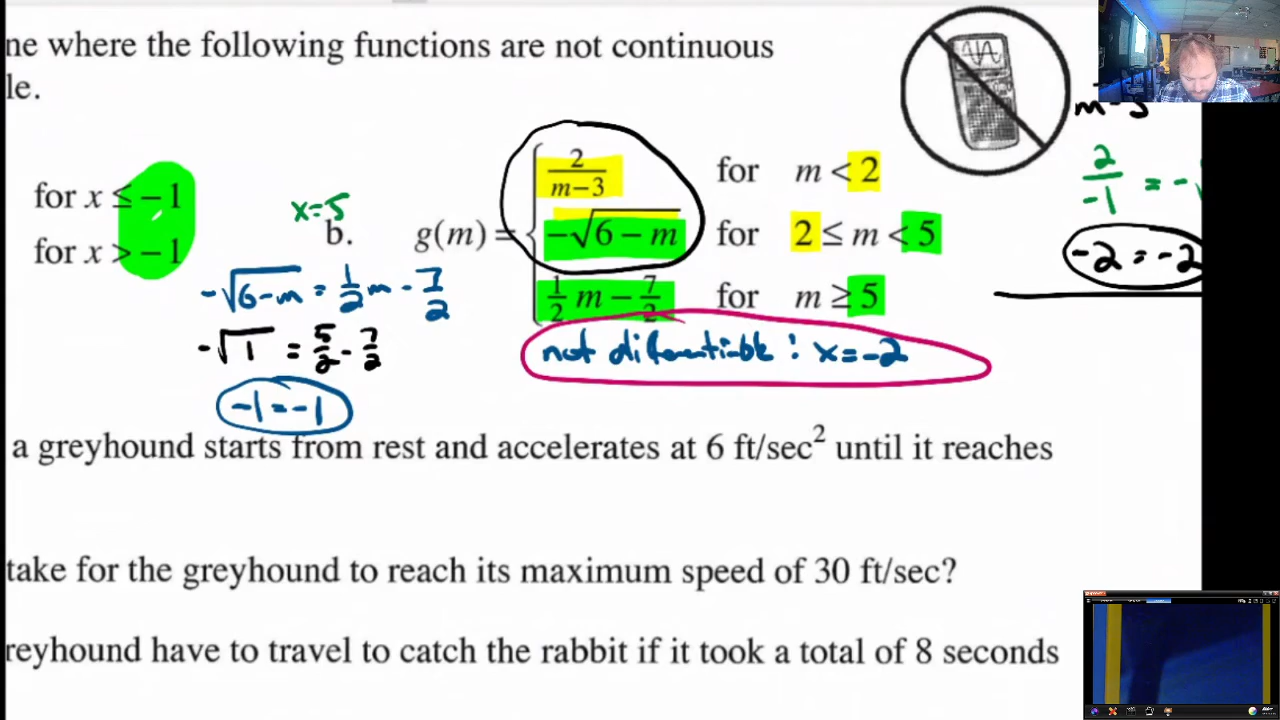 ne where the following functions are not continuous
le.
for x ≤ −1
for x > −1
x=5
b.
g(m) =
2/(m−3) for m < 2
−√(6 − m) for 2 ≤ m < 5
1/2 m − 7/2 for m ≥ 5
-√(6-m) = 1/2 m - 7/2
-√1 = 5/2 - 7/2
-1 = -1
not differentiable: x=-2
2/-1 = -
-2 = -2
a greyhound starts from rest and accelerates at 6 ft/sec² until it reaches
take for the greyhound to reach its maximum speed of 30 ft/sec?
reyhound have to travel to catch the rabbit if it took a total of 8 seconds